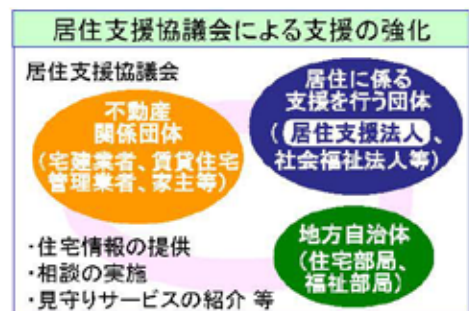 居住支援協議会による支援の強化
居住支援協議会
不動産
関係団体
(宅建業者、賃貸住宅
管理業者、家主等)
居住に係る
支援を行う団体
(居住支援法人、
社会福祉法人等)
地方自治体
(住宅部局、
福祉部局)
・住宅情報の提供
・相談の実施
・見守りサービスの紹介 等